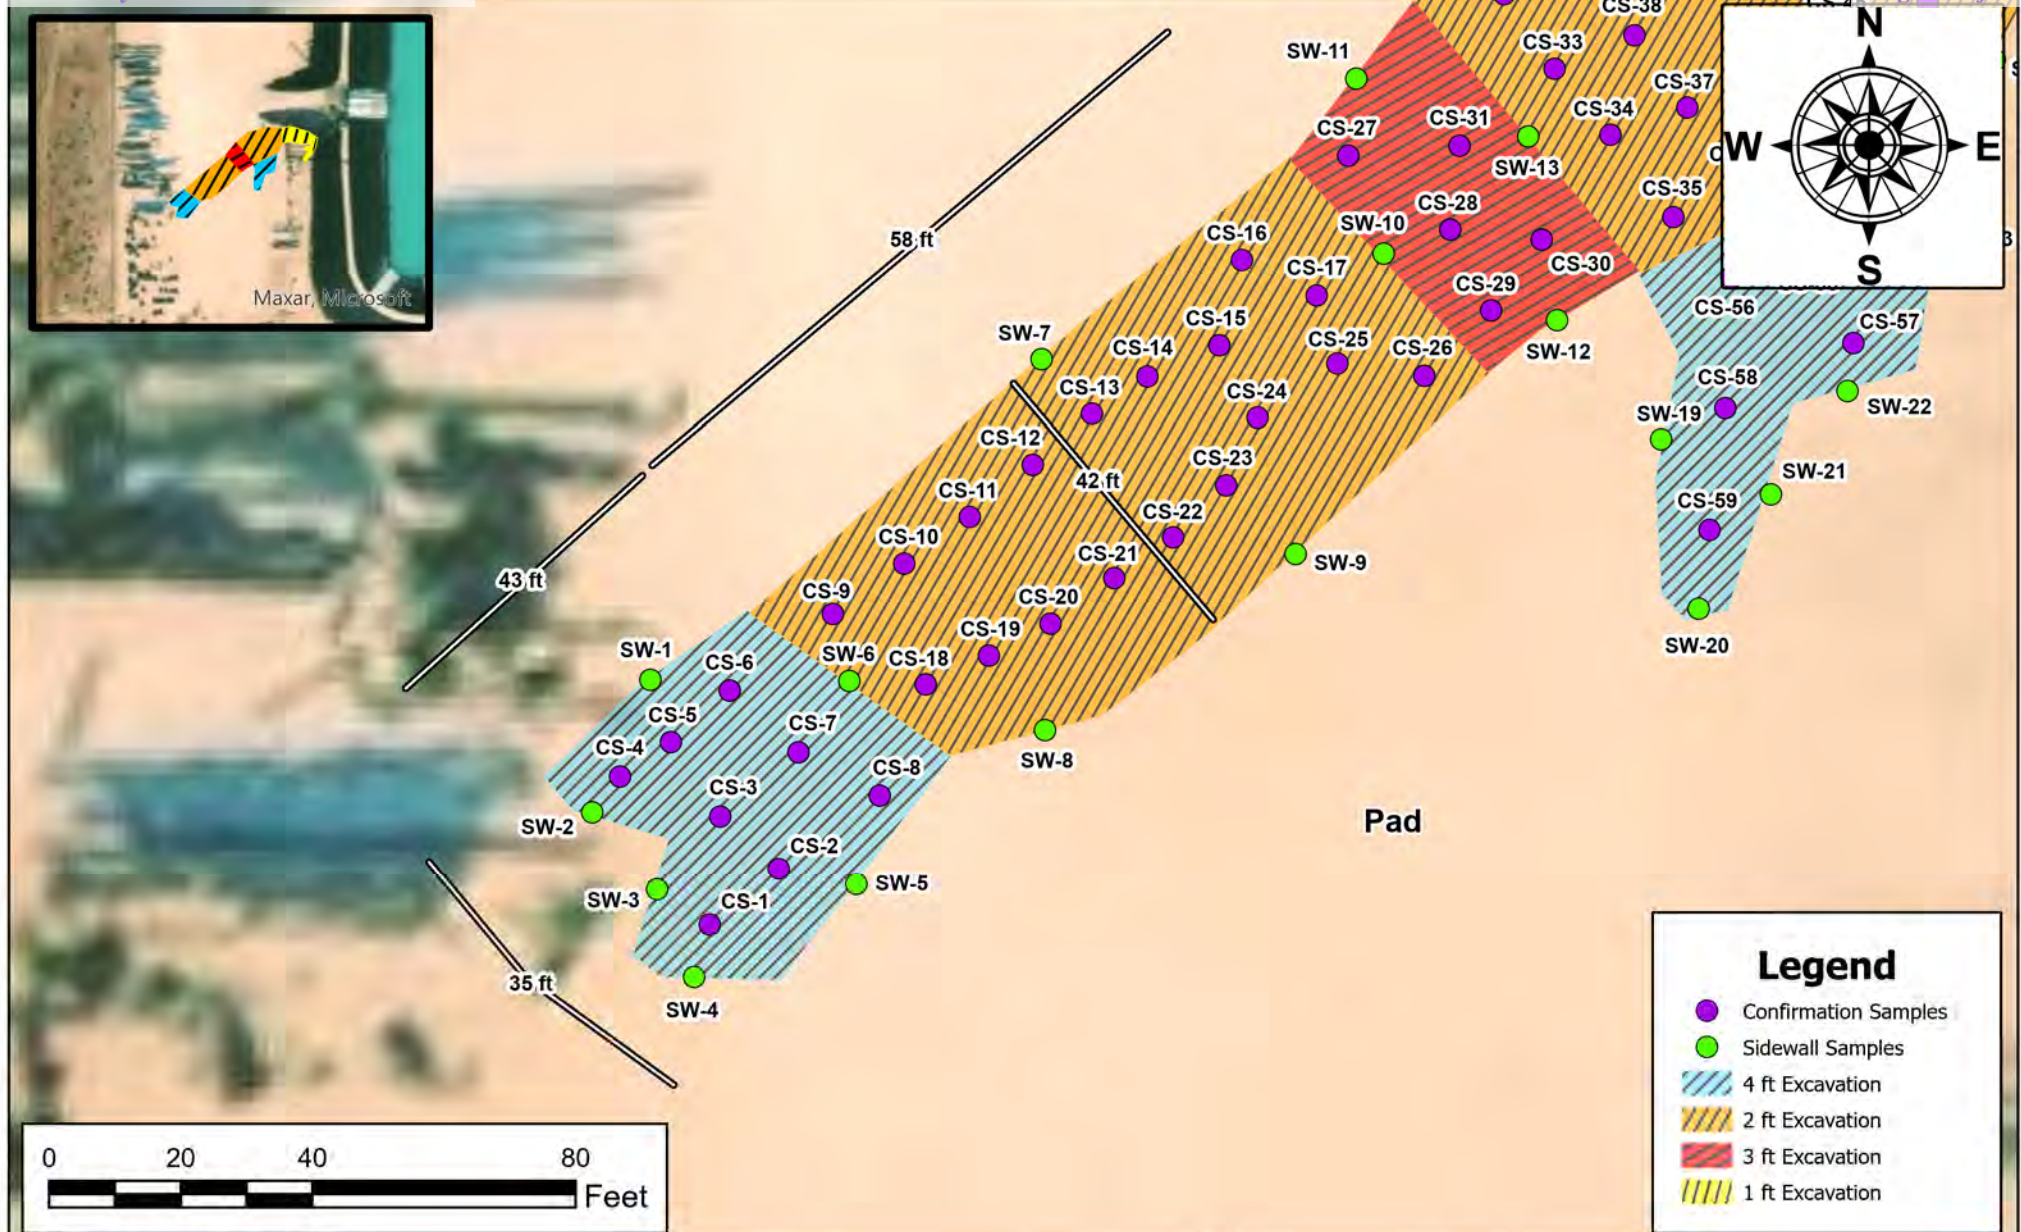 Maxar, Microsoft
58 ft
43 ft
42 ft
35 ft
CS-38
SW-11
CS-33
CS-37
N
W
E
S
CS-31
CS-34
CS-27
SW-13
CS-35
CS-28
SW-10
CS-16
CS-30
CS-17
CS-29
CS-56
CS-57
CS-15
SW-7
CS-14
CS-25
CS-26
SW-12
CS-13
CS-24
CS-58
SW-19
SW-22
CS-12
CS-23
SW-21
CS-11
CS-22
CS-59
CS-10
CS-21
SW-9
CS-9
CS-20
CS-19
SW-20
SW-1
CS-6
SW-6
CS-18
CS-5
CS-7
CS-4
SW-8
CS-8
CS-3
SW-2
Pad
CS-2
SW-5
SW-3
CS-1
SW-4
Legend
Confirmation Samples
Sidewall Samples
4 ft Excavation
2 ft Excavation
3 ft Excavation
1 ft Excavation
0 20 40 80
Feet